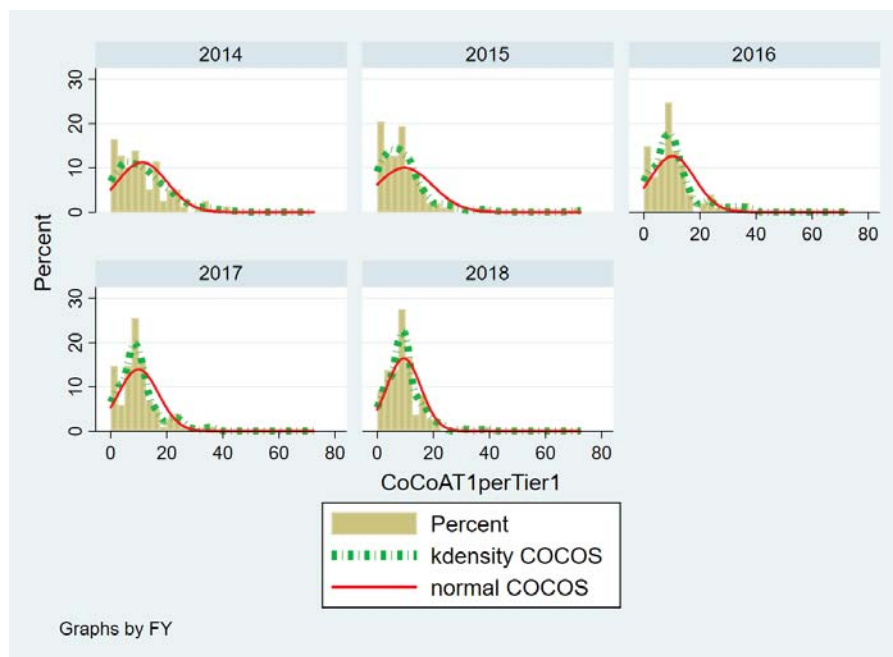 2014
2015
2016
Percent
30
20
10
0
0 20 40 60 80
2017
2018
30
20
10
0
0 20 40 60 80
0 20 40 60 80
CoCoAT1perTier1
Percent
kdensity COCOS
normal COCOS
Graphs by FY